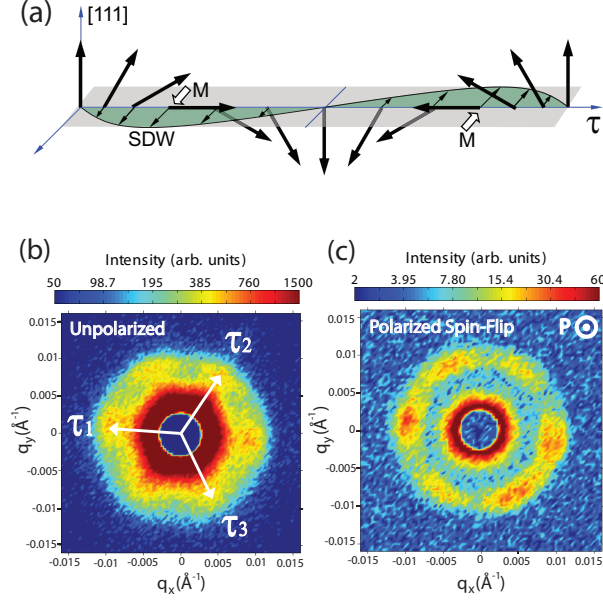 (a)
[111]
M
SDW
M
τ
(b)
(c)
Intensity (arb. units)
50 98.7 195 385 1500
Intensity (arb. units)
2 3.95 7.80 15.4 30.4 60
Unpolarized
Polarized Spin-Flip
P
τ1
τ2
τ3
0.015
0.01
0.005
0
-0.005
-0.01
-0.015
qy(Å-1)
-0.015 -0.01 -0.005 0 0.005 0.01 0.015
qx(Å-1)
0.015
0.01
0.005
0
-0.005
-0.01
-0.015
qy(Å-1)
-0.015 -0.01 -0.005 0 0.005 0.01 0.015
qx(Å-1)